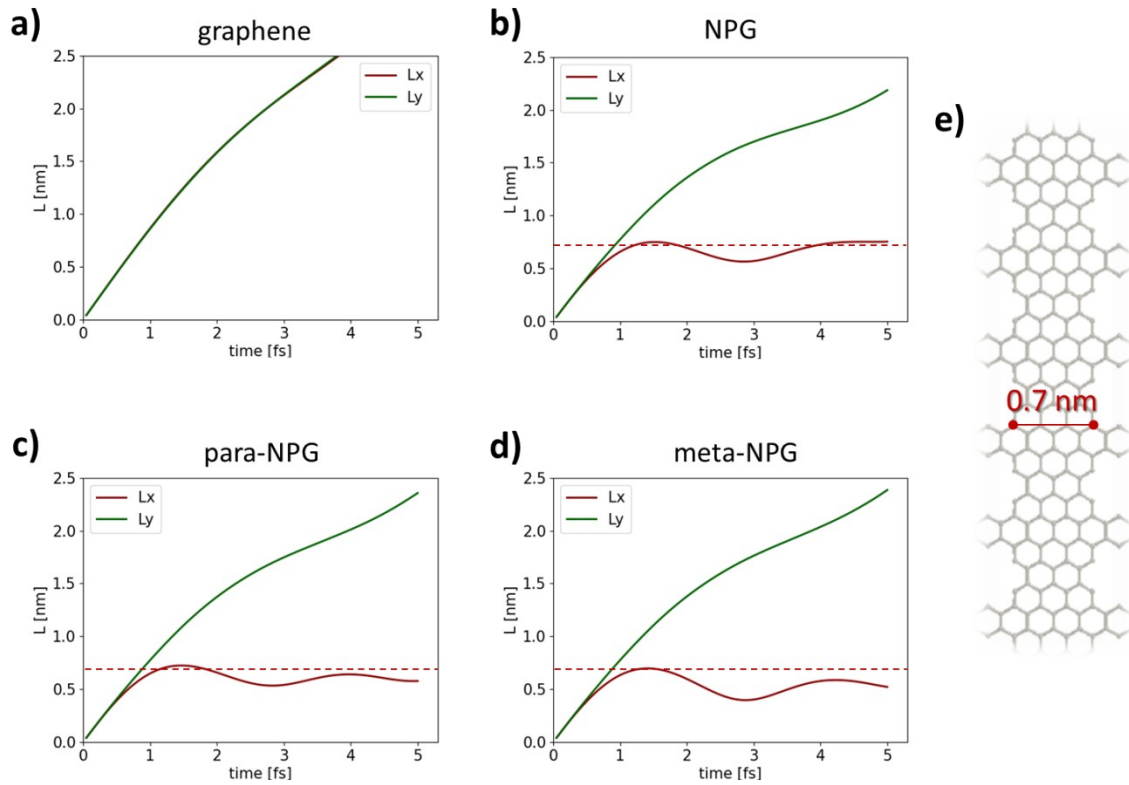 a)
graphene
L [nm]
2.5
2.0
1.5
1.0
0.5
0.0
Lx
Ly
0 1 2 3 4 5
time [fs]
b)
NPG
L [nm]
2.5
2.0
1.5
1.0
0.5
0.0
Lx
Ly
0 1 2 3 4 5
time [fs]
c)
para-NPG
L [nm]
2.5
2.0
1.5
1.0
0.5
0.0
Lx
Ly
0 1 2 3 4 5
time [fs]
d)
meta-NPG
L [nm]
2.5
2.0
1.5
1.0
0.5
0.0
Lx
Ly
0 1 2 3 4 5
time [fs]
e)
0.7 nm